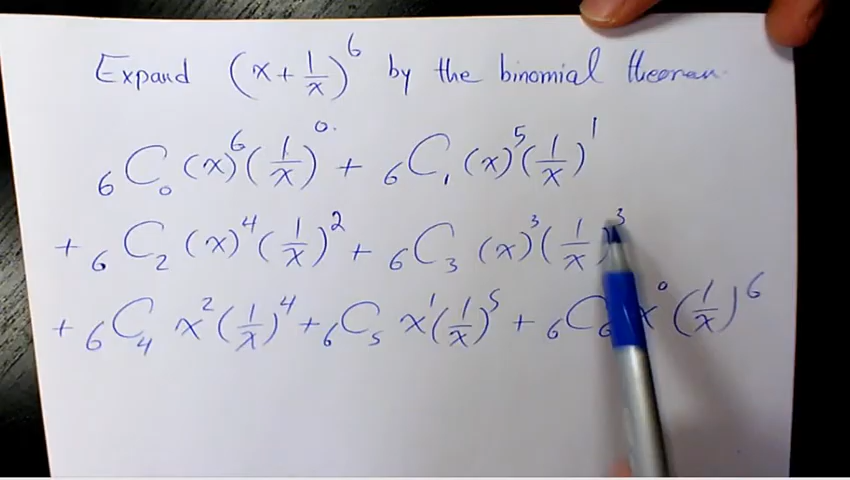 Expand (x + 1/x)^6 by the binomial theorem.
₆C₀ (x)^6 (1/x)^0 + ₆C₁ (x)^5 (1/x)^1
+ ₆C₂ (x)^4 (1/x)^2 + ₆C₃ (x)^3 (1/x)^3
+ ₆C₄ x^2 (1/x)^4 + ₆C₅ x^1 (1/x)^5 + ₆C₆ x^0 (1/x)^6